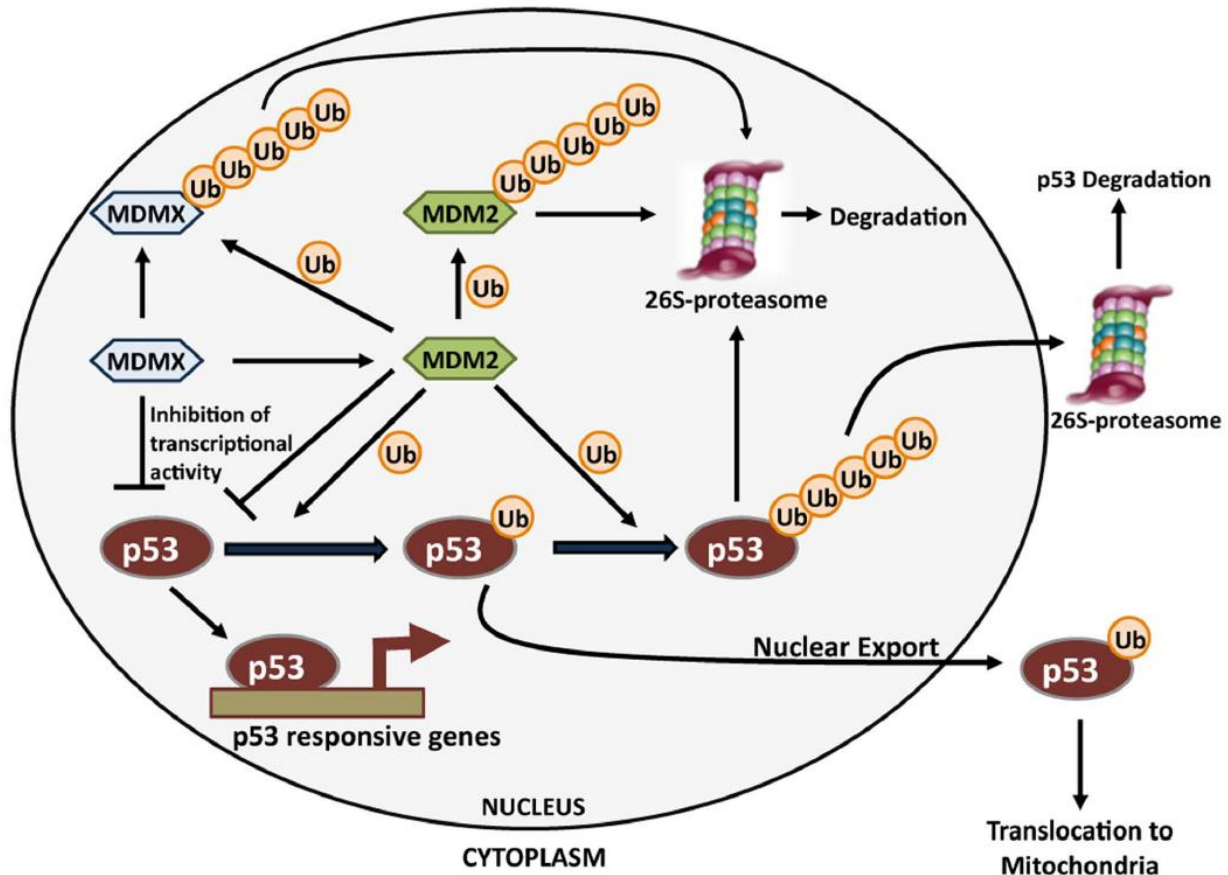 Ub
Ub
Ub
Ub
Ub
MDMX
Ub
Ub
Ub
Ub
Ub
MDM2
Ub
Ub
Degradation
26S-proteasome
p53 Degradation
26S-proteasome
MDMX
MDM2
Inhibition of
transcriptional
activity
Ub
Ub
Ub
Ub
Ub
Ub
Ub
Ub
p53
p53
p53
p53
p53 responsive genes
Nuclear Export
Ub
p53
NUCLEUS
CYTOPLASM
Translocation to
Mitochondria